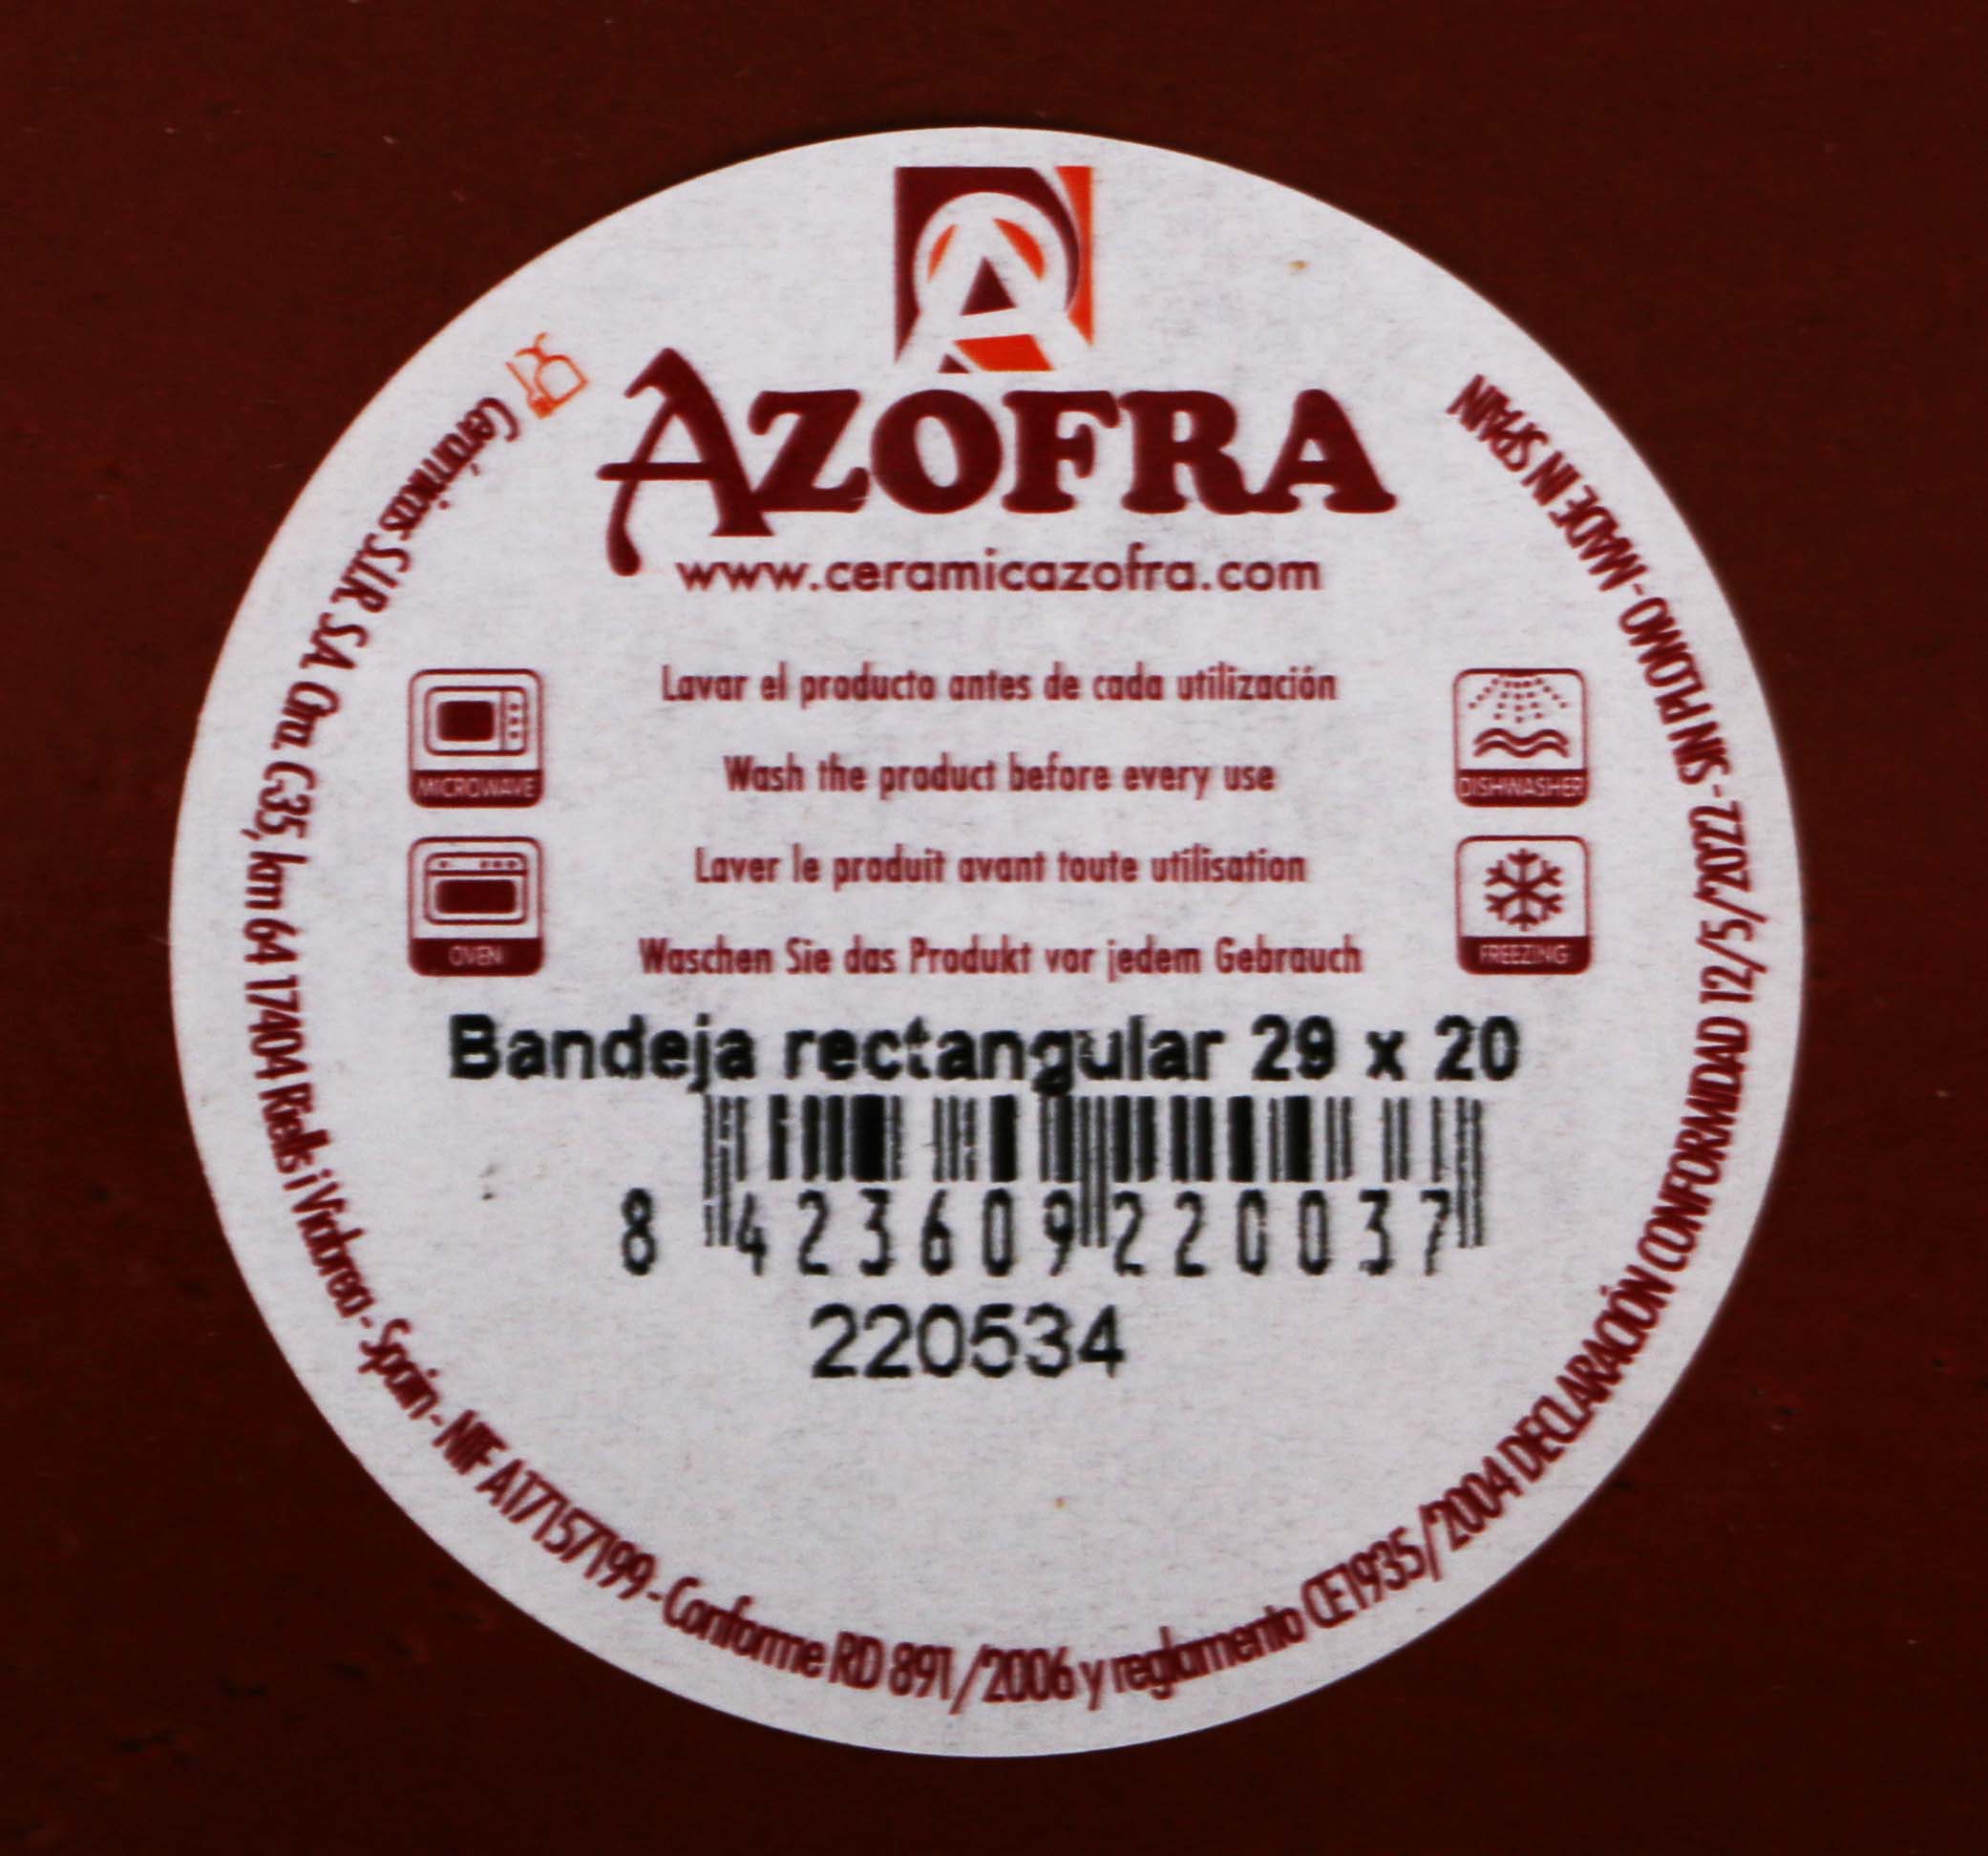 AZOFRA
www.ceramicazofra.com
Lavar el producto antes de cada utilización
Wash the product before every use
Laver le produit avant toute utilisation
Waschen Sie das Produkt vor jedem Gebrauch
MICROWAVE
OVEN
DISHWASHER
FREEZING
Bandeja rectangular 29 x 20
8 423609 220037
220534
Cerámicas S.I.R S.A Crta. C-35, km 64 17404 Riells i Viabrea - Spain - NIF A17157199 - Conforme RD 891/2006 y reglamento CE1935/2004 DECLARACIÓN CONFORMIDAD 12/5/2022 - SIN PLOMO - MADE IN SPAIN